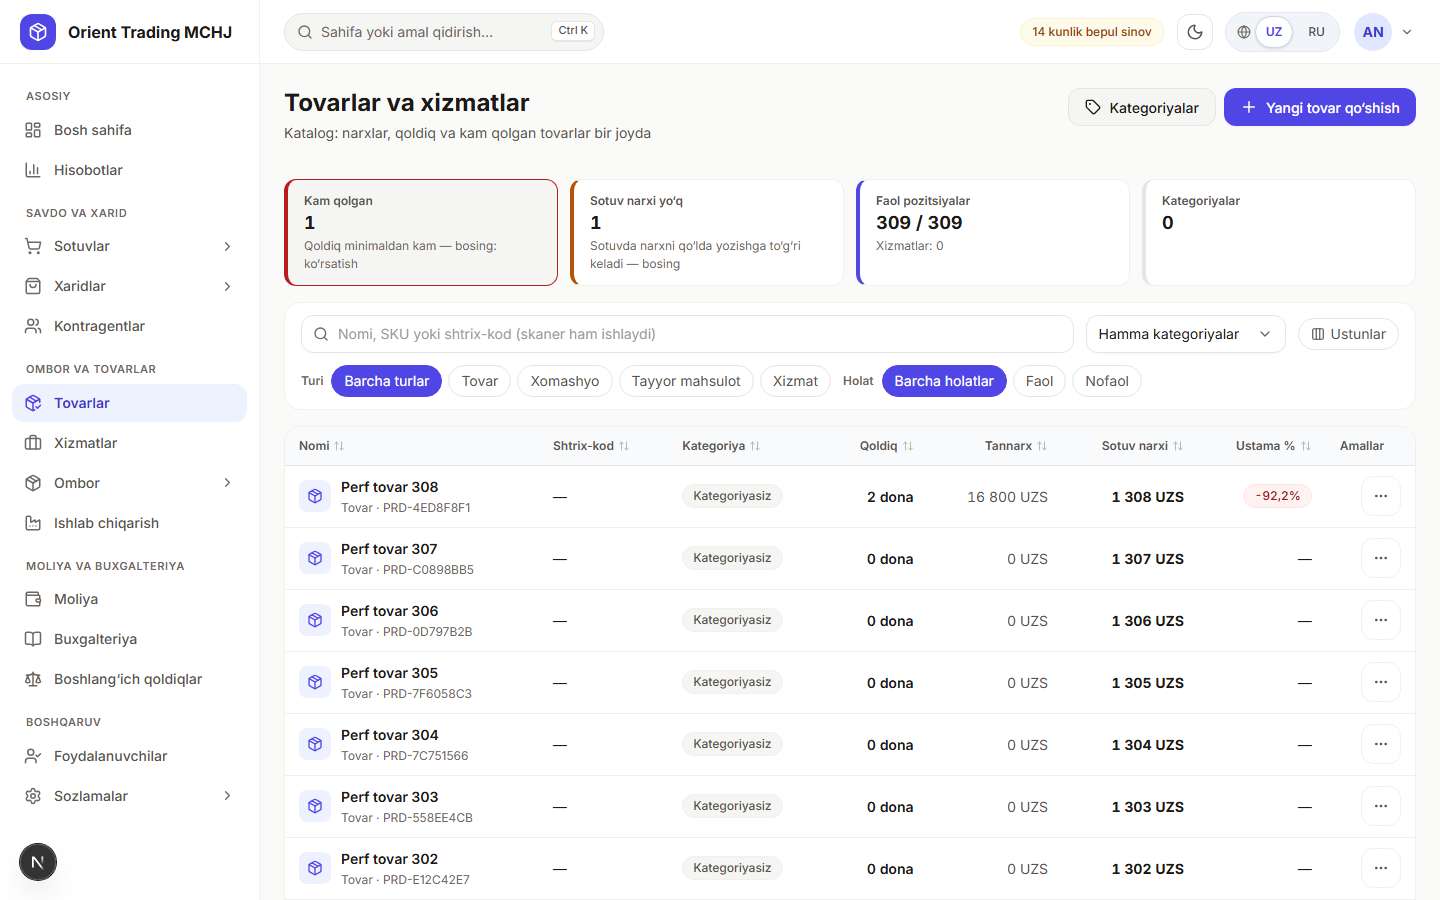 Orient Trading MCHJ
Sahifa yoki amal qidirish...
Ctrl K
14 kunlik bepul sinov
UZ
RU
AN
ASOSIY
Bosh sahifa
Hisobotlar
SAVDO VA XARID
Sotuvlar
Xaridlar
Kontragentlar
OMBOR VA TOVARLAR
Tovarlar
Xizmatlar
Ombor
Ishlab chiqarish
MOLIYA VA BUXGALTERIYA
Moliya
Buxgalteriya
Boshlang‘ich qoldiqlar
BOSHQARUV
Foydalanuvchilar
Sozlamalar
N
Tovarlar va xizmatlar
Katalog: narxlar, qoldiq va kam qolgan tovarlar bir joyda
Kategoriyalar
+ Yangi tovar qo‘shish
Kam qolgan
1
Qoldiq minimaldan kam — bosing:
ko‘rsatish
Sotuv narxi yo‘q
1
Sotuvda narxni qo‘lda yozishga to‘g‘ri
keladi — bosing
Faol pozitsiyalar
309 / 309
Xizmatlar: 0
Kategoriyalar
0
Nomi, SKU yoki shtrix-kod (skaner ham ishlaydi)
Hamma kategoriyalar
Ustunlar
Turi Barcha turlar Tovar Xomashyo Tayyor mahsulot Xizmat Holat Barcha holatlar Faol Nofaol
Nomi Shtrix-kod Kategoriya Qoldiq Tannarx Sotuv narxi Ustama % Amallar
Perf tovar 308
Tovar · PRD-4ED8F8F1
— Kategoriyasiz 2 dona 16 800 UZS 1 308 UZS -92,2% ...
Perf tovar 307
Tovar · PRD-C0898BB5
— Kategoriyasiz 0 dona 0 UZS 1 307 UZS — ...
Perf tovar 306
Tovar · PRD-0D797B2B
— Kategoriyasiz 0 dona 0 UZS 1 306 UZS — ...
Perf tovar 305
Tovar · PRD-7F6058C3
— Kategoriyasiz 0 dona 0 UZS 1 305 UZS — ...
Perf tovar 304
Tovar · PRD-7C751566
— Kategoriyasiz 0 dona 0 UZS 1 304 UZS — ...
Perf tovar 303
Tovar · PRD-558EE4CB
— Kategoriyasiz 0 dona 0 UZS 1 303 UZS — ...
Perf tovar 302
Tovar · PRD-E12C42E7
— Kategoriyasiz 0 dona 0 UZS 1 302 UZS — ...